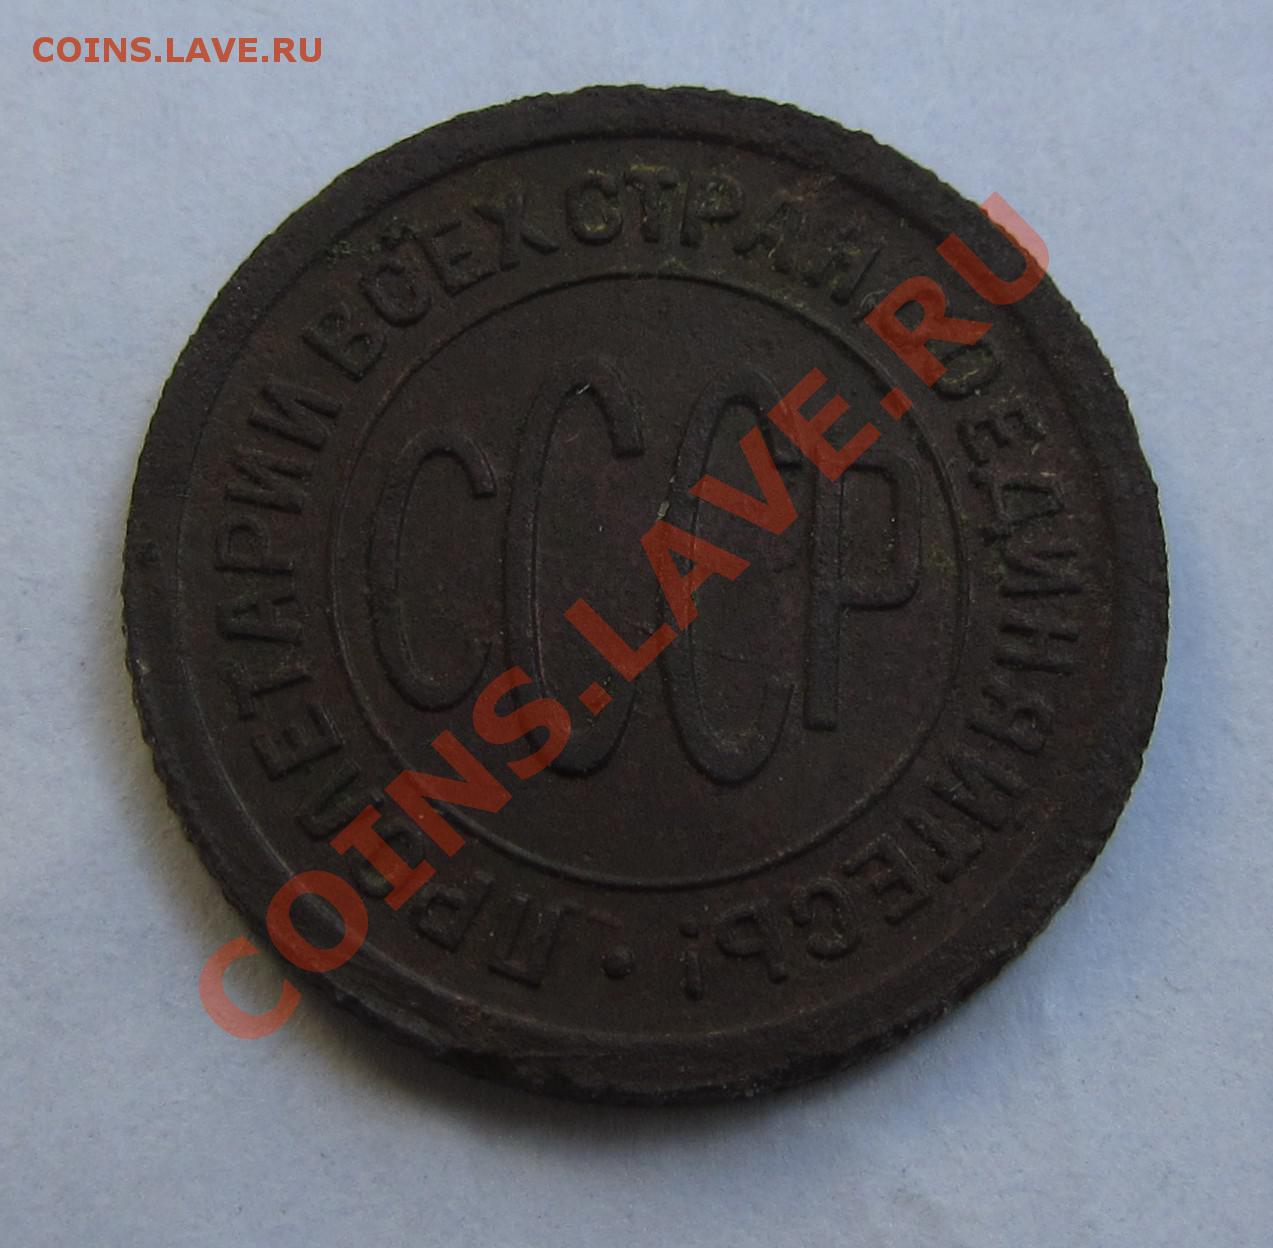 COINS.LAVE.RU
ПРОЛЕТАРИИ ВСЕХ СТРАН, СОЕДИНЯЙТЕСЬ!
СССР
COINS.LAVE.RU